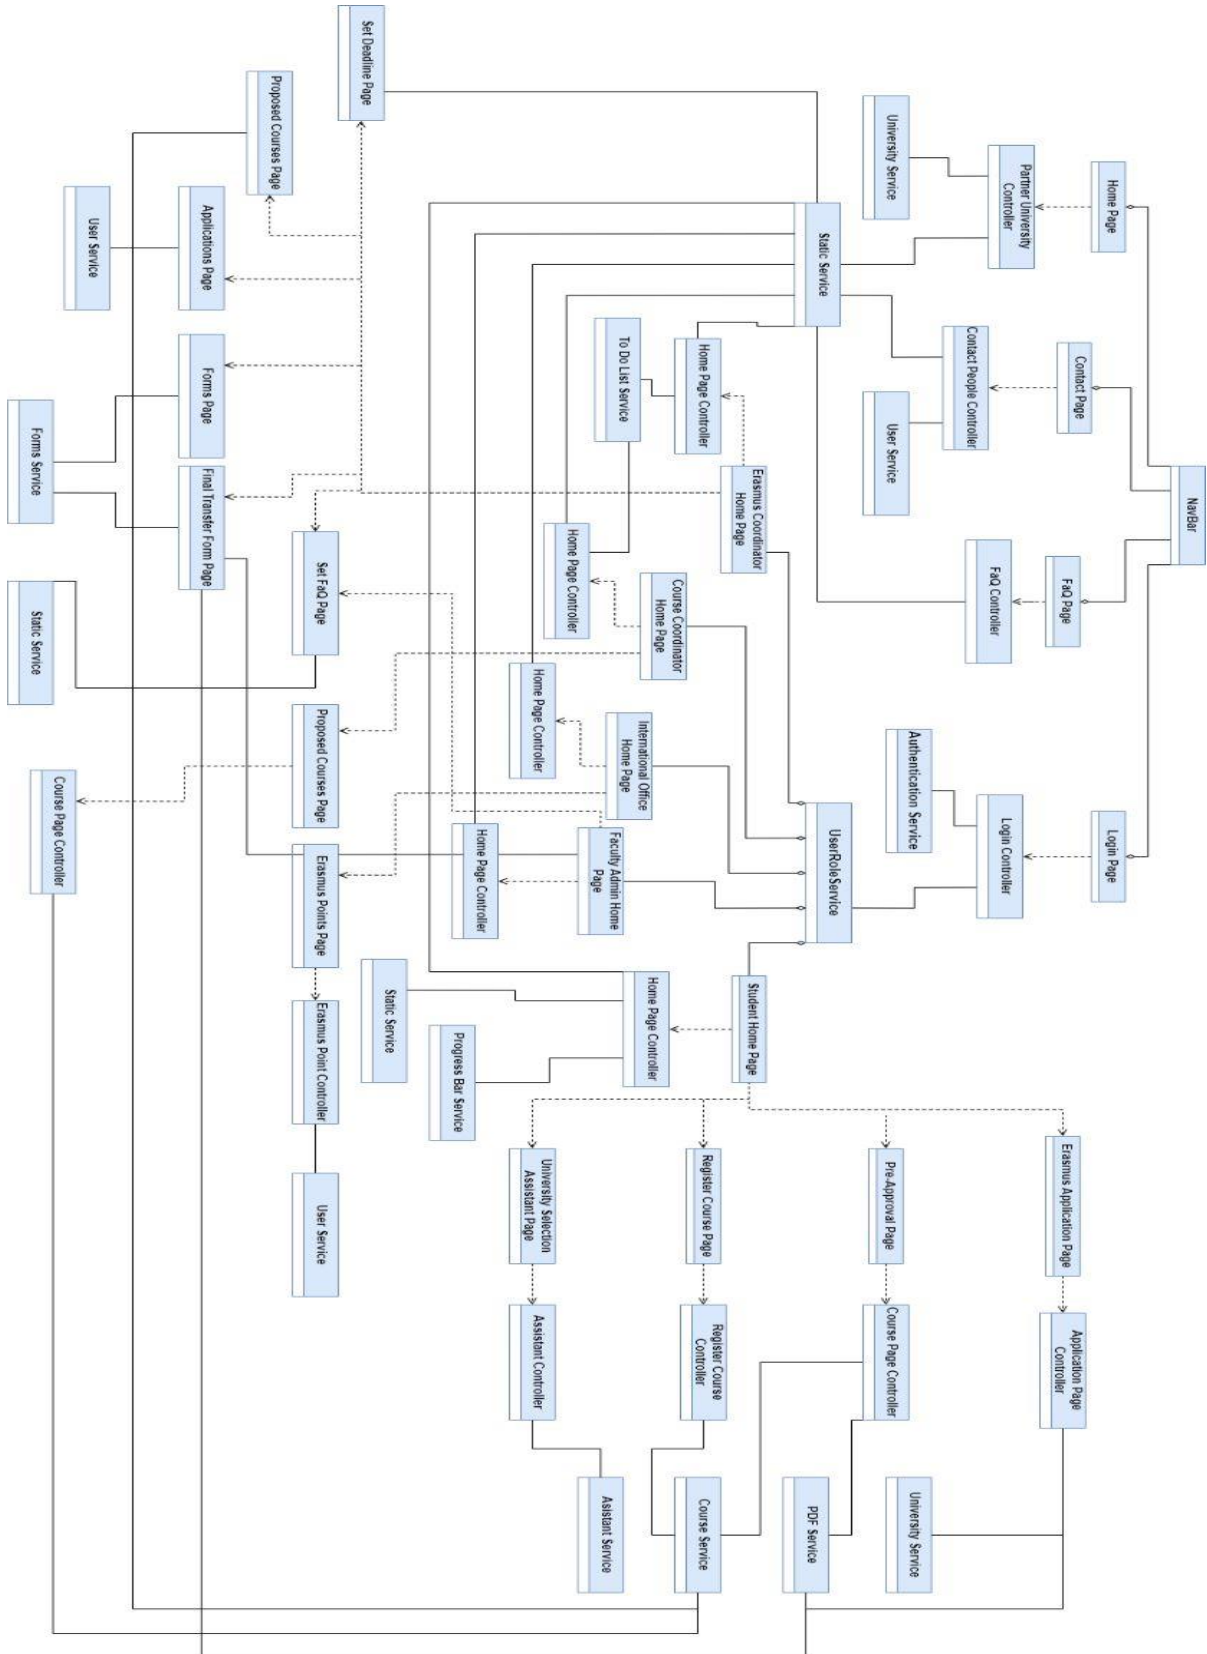 NavBar
Home Page
Contact Page
FaQ Page
Login Page
Erasmus Application Page
Application Page
Controller
Partner University
Controller
Contact People Controller
FaQ Controller
Login Controller
University Service
User Service
Authentication Service
Pre-Approval Page
Course Page Controller
University Service
Static Service
UserRoleService
PDF Service
Erasmus Coordinator
Home Page
Student Home Page
Home Page Controller
Register Course Page
Register Course
Controller
Course Service
Course Coordinator
Home Page
Home Page Controller
To Do List Service
International Office
Home Page
Faculty Admin Home
Page
Asistant Service
Home Page Controller
University Selection
Assistant Page
Assistant Controller
Home Page Controller
Home Page Controller
Progress Bar Service
Static Service
Set Deadline Page
Set FaQ Page
Proposed Courses Page
Erasmus Points Page
Erasmus Point Controller
User Service
Proposed Courses Page
Applications Page
Forms Page
Final Transfer Form Page
User Service
Course Page Controller
Forms Service
Static Service